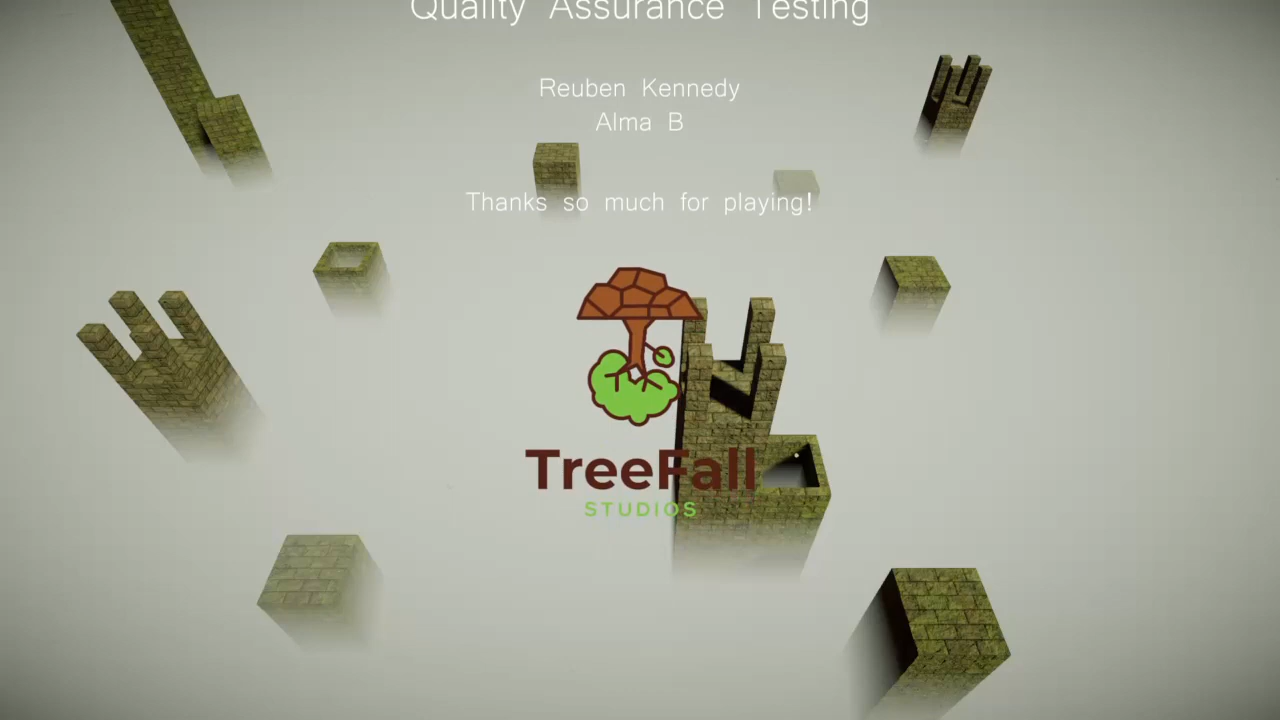 Quality Assurance Testing
Reuben Kennedy
Alma B
Thanks so much for playing!
TreeFall
STUDIOS